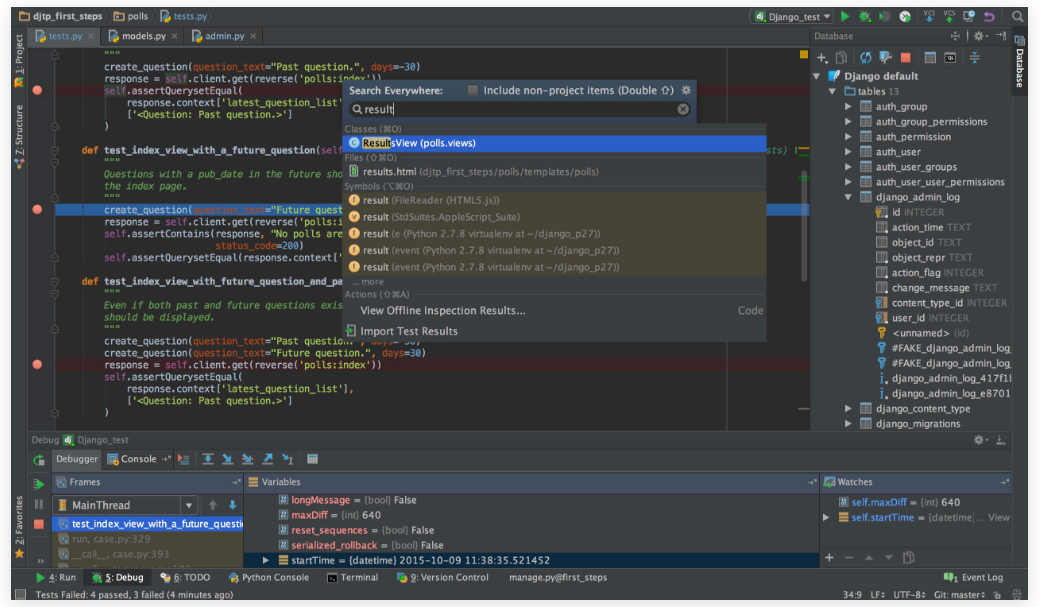 djtp_first_steps polls tests.py Django_test
tests.py models.py admin.py
1: Project
Z: Structure
2: Favorites
"""
create_question(question_text="Past question.", days=-30)
response = self.client.get(reverse('polls:index'))
self.assertQuerysetEqual(
response.context['latest_question_list'
['<Question: Past question.>']
)
def test_index_view_with_a_future_question(self
"""
Questions with a pub_date in the future sho
the index page.
"""
create_question(question_text="Future quest
response = self.client.get(reverse('polls:i
self.assertContains(response, "No polls are
status_code=200)
self.assertQuerysetEqual(response.context['
def test_index_view_with_future_question_and_pa
"""
Even if both past and future questions exis
should be displayed.
"""
create_question(question_text="Past question.", days=-30)
create_question(question_text="Future question.", days=30)
response = self.client.get(reverse('polls:index'))
self.assertQuerysetEqual(
response.context['latest_question_list'],
['<Question: Past question.>']
)
Search Everywhere: Include non-project items (Double ⇧)
result
Classes (⌘O)
ResultsView (polls.views)
Files (⇧⌘O)
results.html (djtp_first_steps/polls/templates/polls)
Symbols (⌥⌘O)
result (FileReader (HTML5.js))
result (StdSuites.AppleScript_Suite)
result (e (Python 2.7.8 virtualenv at ~/django_p27))
result (event (Python 2.7.8 virtualenv at ~/django_p27))
result (event (Python 2.7.8 virtualenv at ~/django_p27))
... more
Actions (⇧⌘A)
View Offline Inspection Results... Code
Import Test Results
Database
Database
Django default
tables 13
auth_group
auth_group_permissions
auth_permission
auth_user
auth_user_groups
auth_user_user_permissions
django_admin_log
id INTEGER
action_time TEXT
object_id TEXT
object_repr TEXT
action_flag INTEGER
change_message TEXT
content_type_id INTEGER
user_id INTEGER
<unnamed> (id)
#FAKE_django_admin_log_
#FAKE_django_admin_log_
django_admin_log_417f1
django_admin_log_e8701
django_content_type
django_migrations
Debug Django_test
Debugger Console
Frames
MainThread
test_index_view_with_a_future_questi
run, case.py:329
__call__, case.py:393
Variables
longMessage = {bool} False
maxDiff = {int} 640
reset_sequences = {bool} False
serialized_rollback = {bool} False
startTime = {datetime} 2015-10-09 11:38:35.521452
Watches
self.maxDiff = {int} 640
self.startTime = {datetime}... View
4: Run 5: Debug 6: TODO Python Console Terminal 9: Version Control manage.py@first_steps Event Log
Tests Failed: 4 passed, 3 failed (4 minutes ago) 34:9 LF UTF-8 Git: master